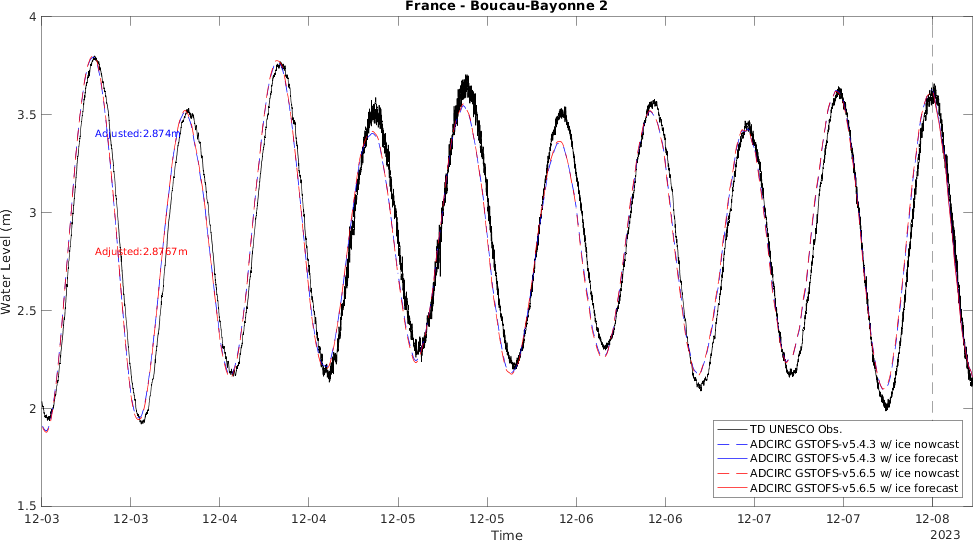 France - Boucau-Bayonne 2
4
3.5
3
2.5
2
1.5
Water Level (m)
Adjusted:2.874m
Adjusted:2.8767m
TD UNESCO Obs.
ADCIRC GSTOFS-v5.4.3 w/ ice nowcast
ADCIRC GSTOFS-v5.4.3 w/ ice forecast
ADCIRC GSTOFS-v5.6.5 w/ ice nowcast
ADCIRC GSTOFS-v5.6.5 w/ ice forecast
12-03 12-03 12-04 12-04 12-05 12-05 12-06 12-06 12-07 12-07 12-08
2023
Time